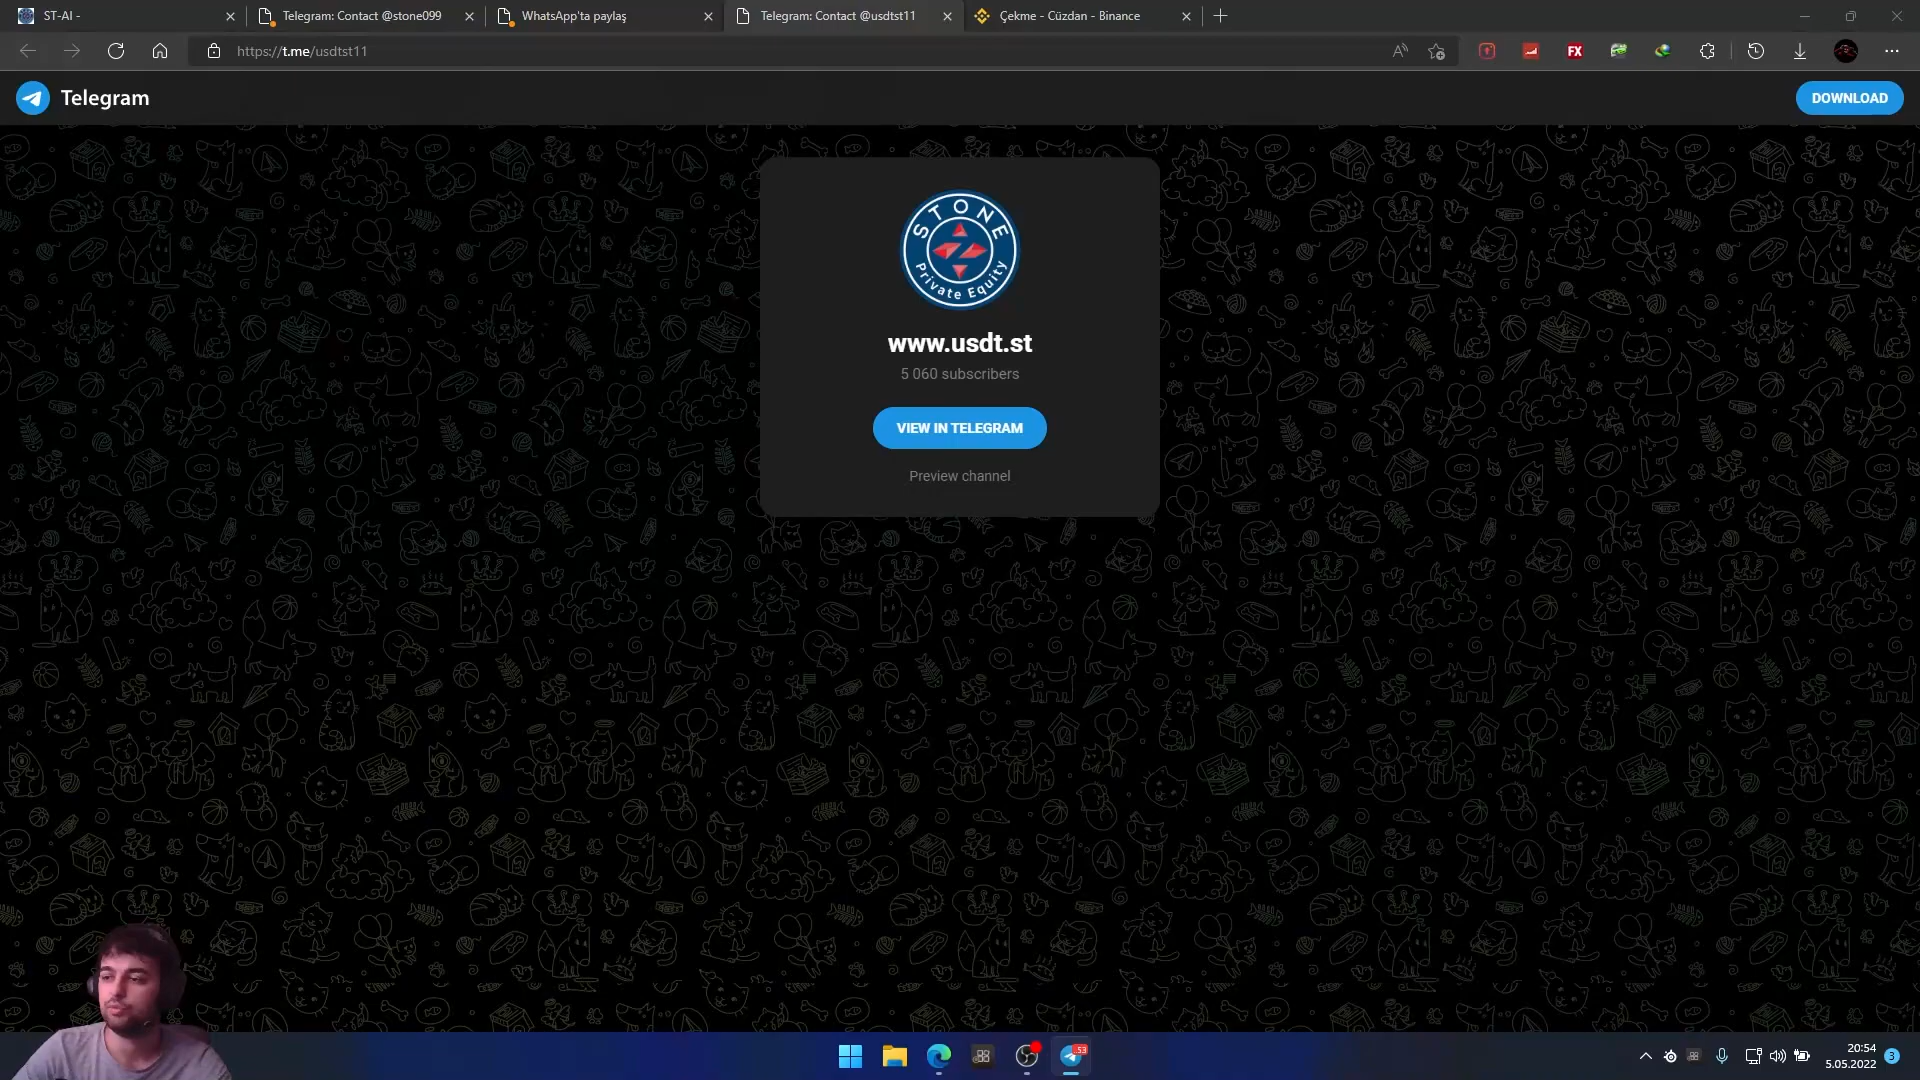 ST-AI -
Telegram: Contact @stone099
WhatsApp'ta paylaş
Telegram: Contact @usdtst11
Çekme - Cüzdan - Binance
https://t.me/usdtst11
FX
Telegram
DOWNLOAD
STONE
Private Equity
www.usdt.st
5 060 subscribers
VIEW IN TELEGRAM
Preview channel
53
20:54
5.05.2022
3